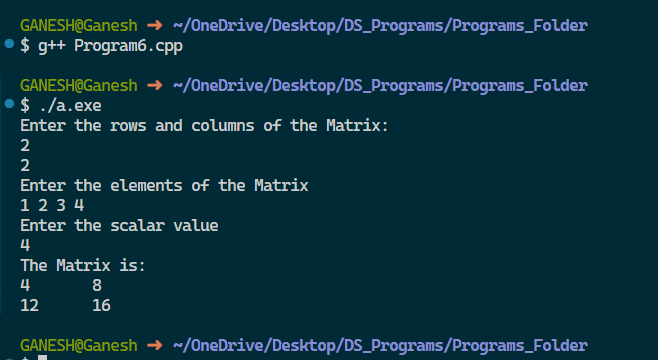 GANESH@Ganesh ➜ ~/OneDrive/Desktop/DS_Programs/Programs_Folder
$ g++ Program6.cpp
GANESH@Ganesh ➜ ~/OneDrive/Desktop/DS_Programs/Programs_Folder
$ ./a.exe
Enter the rows and columns of the Matrix:
2
2
Enter the elements of the Matrix
1 2 3 4
Enter the scalar value
4
The Matrix is:
4 8
12 16
GANESH@Ganesh ➜ ~/OneDrive/Desktop/DS_Programs/Programs_Folder
$